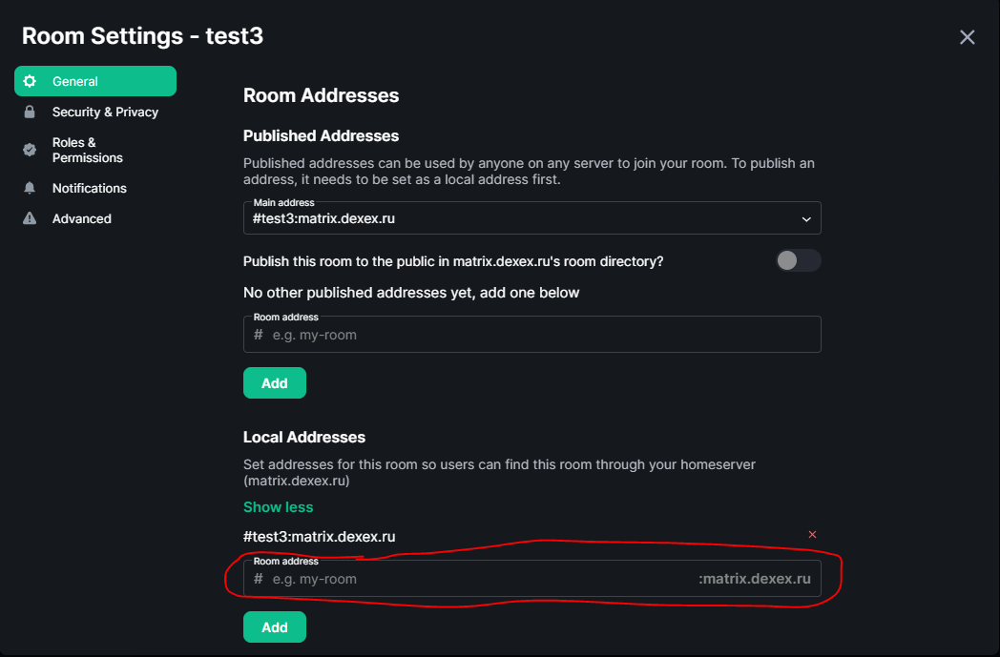 Room Settings - test3
General
Security & Privacy
Roles &
Permissions
Notifications
Advanced
Room Addresses
Published Addresses
Published addresses can be used by anyone on any server to join your room. To publish an
address, it needs to be set as a local address first.
Main address
#test3:matrix.dexex.ru
Publish this room to the public in matrix.dexex.ru's room directory?
No other published addresses yet, add one below
Room address
# e.g. my-room
Add
Local Addresses
Set addresses for this room so users can find this room through your homeserver
(matrix.dexex.ru)
Show less
#test3:matrix.dexex.ru
Room address
# e.g. my-room :matrix.dexex.ru
Add